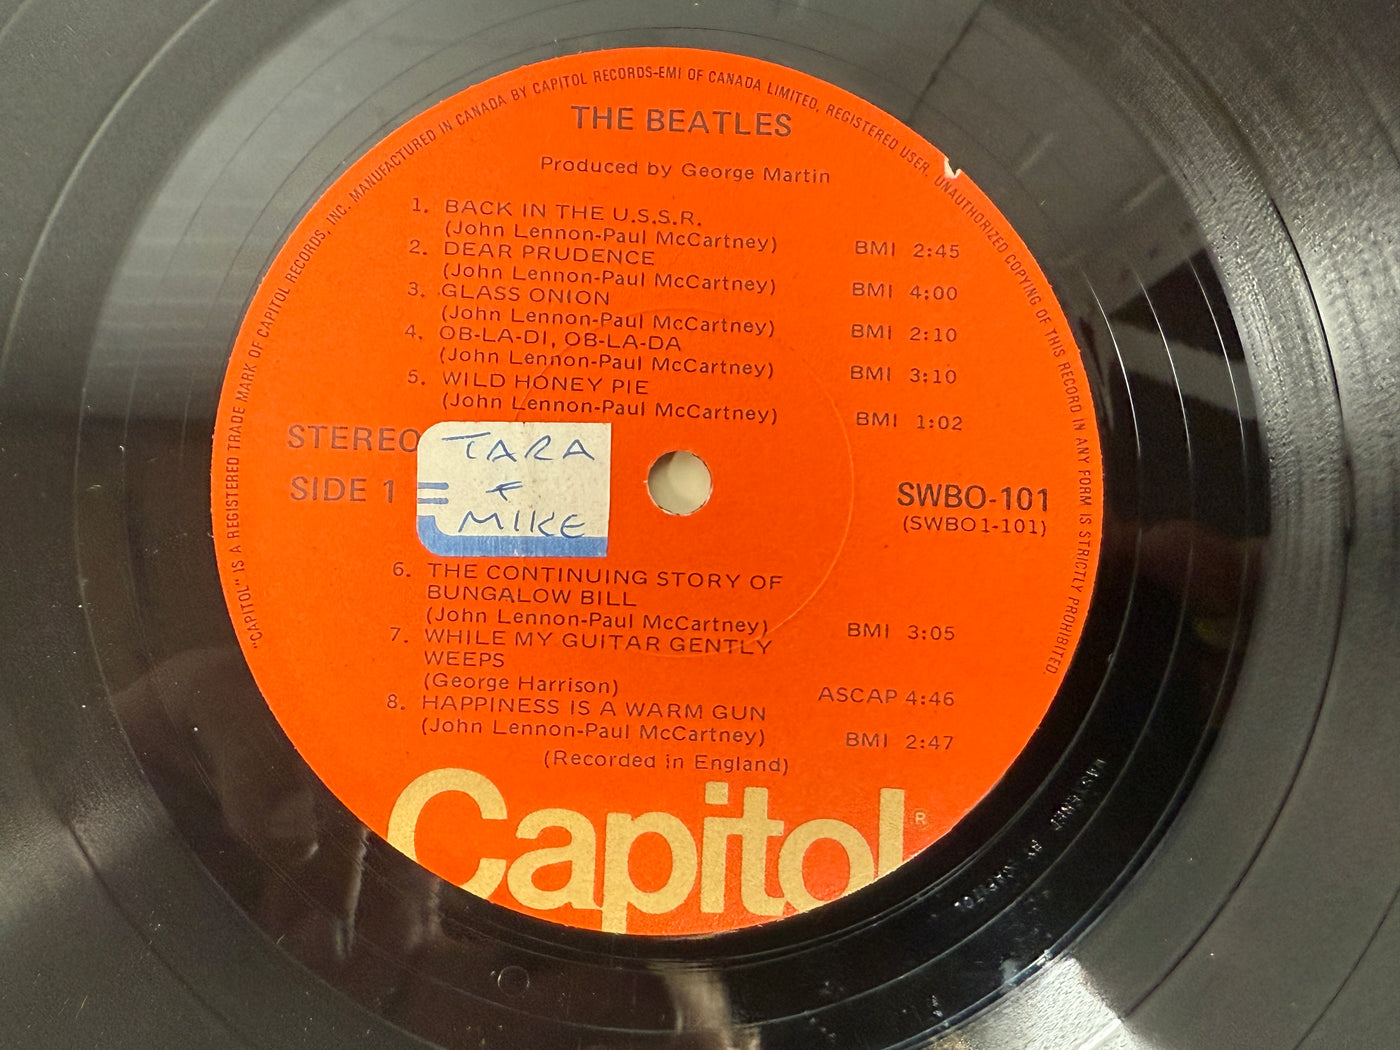 "CAPITOL" IS A REGISTERED TRADE MARK OF CAPITOL RECORDS, INC. MANUFACTURED IN CANADA BY CAPITOL RECORDS-EMI OF CANADA LIMITED, REGISTERED USER. UNAUTHORIZED COPYING OF THIS RECORD IN ANY FORM IS STRICTLY PROHIBITED.
THE BEATLES
Produced by George Martin
1. BACK IN THE U.S.S.R.
(John Lennon-Paul McCartney) BMI 2:45
2. DEAR PRUDENCE
(John Lennon-Paul McCartney) BMI 4:00
3. GLASS ONION
(John Lennon-Paul McCartney) BMI 2:10
4. OB-LA-DI, OB-LA-DA
(John Lennon-Paul McCartney) BMI 3:10
5. WILD HONEY PIE
(John Lennon-Paul McCartney) BMI 1:02
STEREO
SIDE 1
TARA
+
MIKE
SWBO-101
(SWBO1-101)
6. THE CONTINUING STORY OF
BUNGALOW BILL
(John Lennon-Paul McCartney) BMI 3:05
7. WHILE MY GUITAR GENTLY
WEEPS
(George Harrison) ASCAP 4:46
8. HAPPINESS IS A WARM GUN
(John Lennon-Paul McCartney) BMI 2:47
(Recorded in England)
Capitol R
MASTERED BY CAPITOL